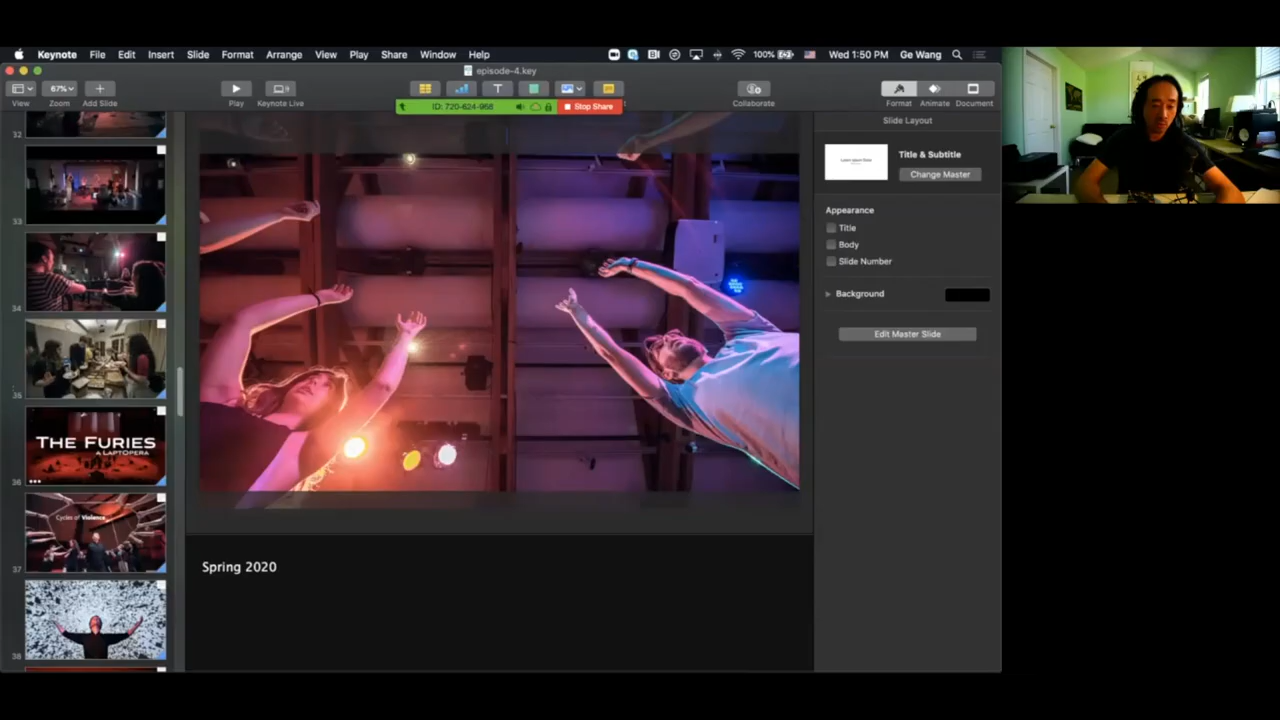 Keynote File Edit Insert Slide Format Arrange View Play Share Window Help 100% Wed 1:50 PM Ge Wang
episode-4.key
67%
View Zoom Add Slide Play Keynote Live Collaborate Format Animate Document
ID: 720-624-968 Stop Share
Slide Layout
Title & Subtitle
Change Master
Appearance
Title
Body
Slide Number
Background
Edit Master Slide
32
33
34
35
THE FURIES
A LAPTOPERA
36
Cycles of Violence
37
38
Spring 2020